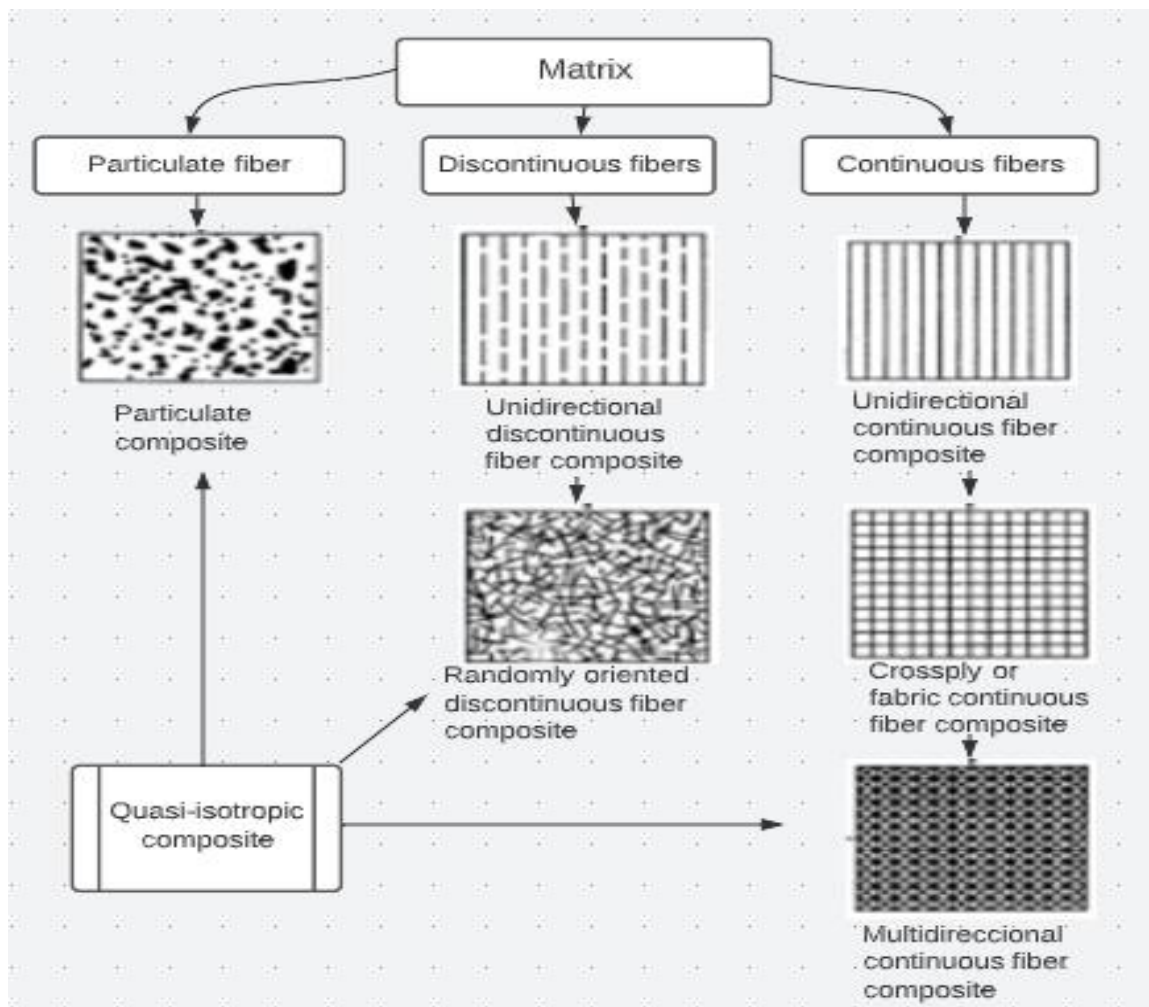 Matrix
Particulate fiber
Discontinuous fibers
Continuous fibers
Particulate
composite
Unidirectional
discontinuous
fiber composite
Unidirectional
continuous fiber
composite
Randomly oriented
discontinuous fiber
composite
Crossply or
fabric continuous
fiber composite
Quasi-isotropic
composite
Multidireccional
continuous fiber
composite